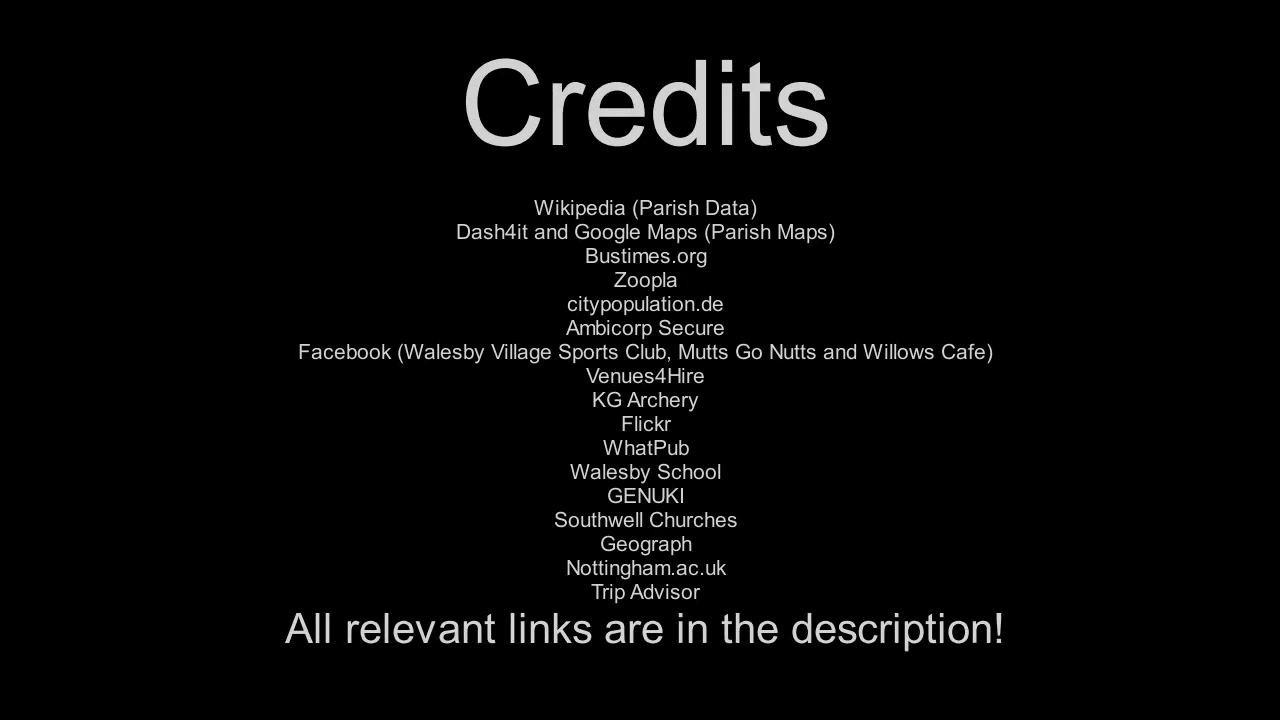 Credits
Wikipedia (Parish Data)
Dash4it and Google Maps (Parish Maps)
Bustimes.org
Zoopla
citypopulation.de
Ambicorp Secure
Facebook (Walesby Village Sports Club, Mutts Go Nutts and Willows Cafe)
Venues4Hire
KG Archery
Flickr
WhatPub
Walesby School
GENUKI
Southwell Churches
Geograph
Nottingham.ac.uk
Trip Advisor
All relevant links are in the description!